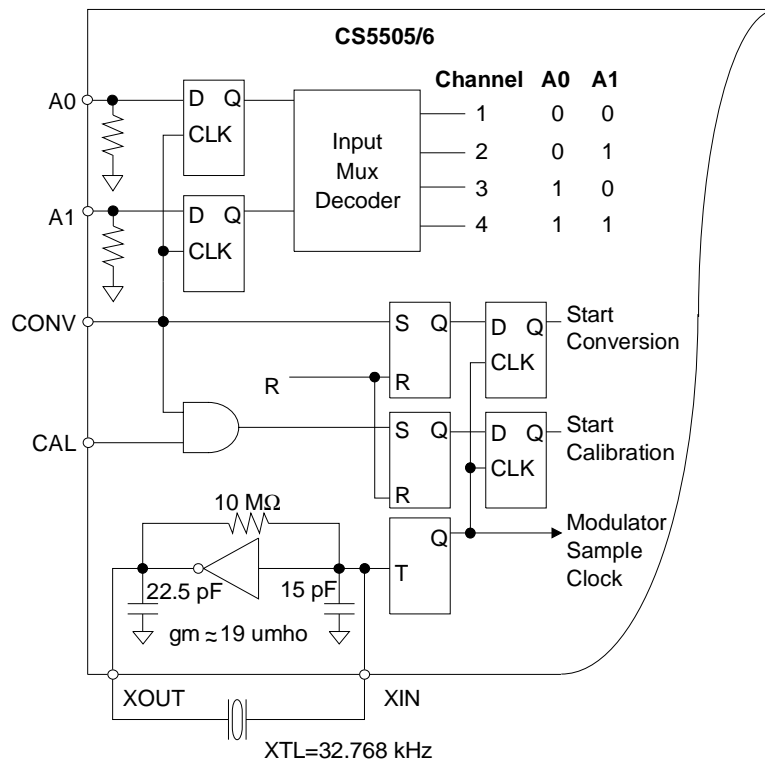 CS5505/6
Channel A0 A1
A0
D Q
CLK
Input
Mux
Decoder
1 0 0
2 0 1
3 1 0
4 1 1
A1
D Q
CLK
CONV
S Q
R
D Q
CLK
Start
Conversion
R
CAL
S Q
R
D Q
CLK
Start
Calibration
10 MΩ
22.5 pF
15 pF
gm ≈ 19 umho
T
Q
Modulator
Sample
Clock
XOUT
XIN
XTL=32.768 kHz